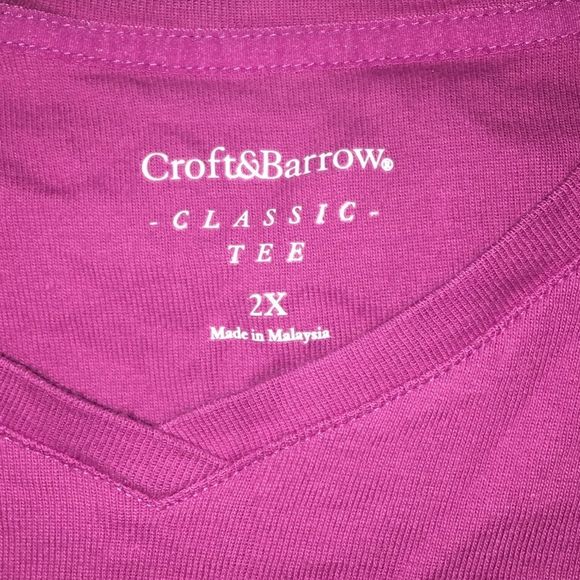 Croft&Barrow®
- CLASSIC -
TEE
2X
Made in Malaysia